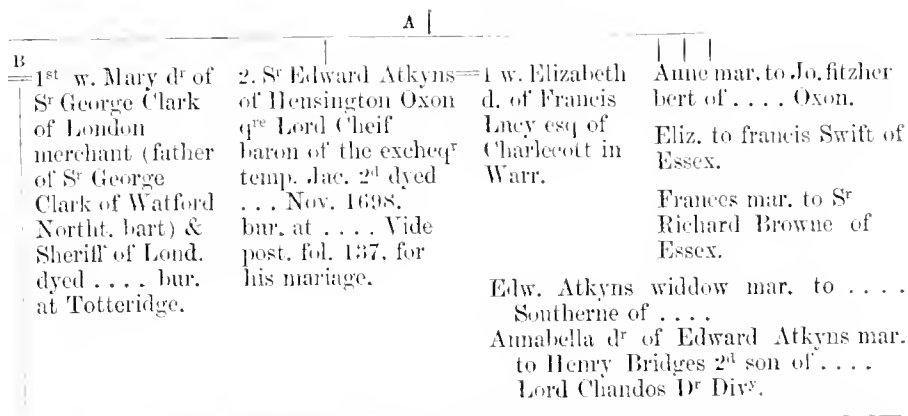 A
B
1st w. Mary dr of
Sr George Clark
of London
merchant (father
of Sr George
Clark of Watford
Northt. bart) &
Sheriff of Lond.
dyed .... bur.
at Totteridge.
2. Sr Edward Atkyns
of Hensington Oxon
qre Lord Cheif
baron of the excheqr
temp. Jac. 2d dyed
... Nov. 1698.
bur. at .... Vide
post. fol. 137. for
his mariage.
1 w. Elizabeth
d. of Francis
Lucy esq of
Charlecott in
Warr.
Anne mar. to Jo. fitzher
bert of .... Oxon.
Eliz. to francis Swift of
Essex.
Frances mar. to Sr
Richard Browne of
Essex.
Edw. Atkyns widdow mar. to ....
Southerne of ....
Annabella dr of Edward Atkyns mar.
to Henry Bridges 2d son of ....
Lord Chandos Dr Divy.